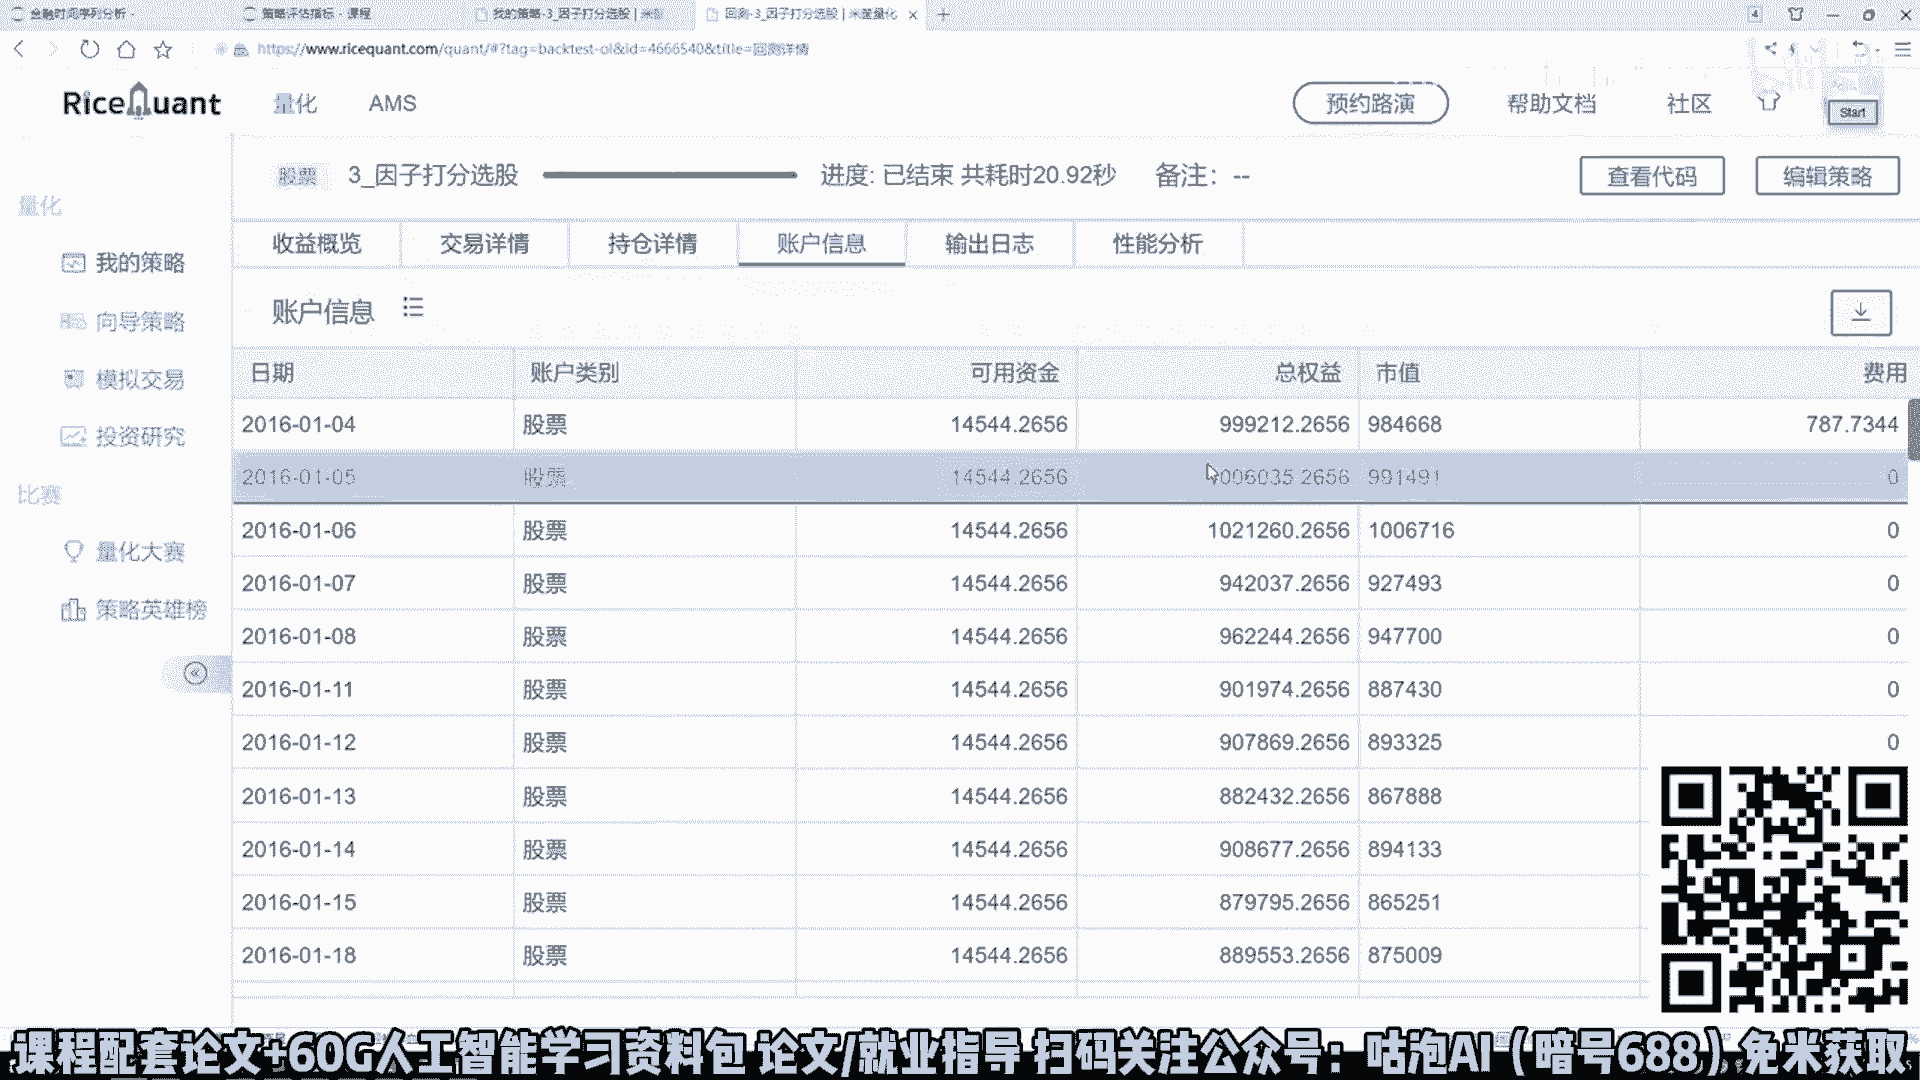 金融时间序列分析 -
策略评估指标 - 课程
我的策略-3_因子打分选股 | 米筐
回测-3_因子打分选股 | 米筐量化
4
https://www.ricequant.com/quant/#?tag=backtest-ol&id=4666540&title=回测详情
RiceQuant
量化
AMS
预约路演
帮助文档
社区
Start
股票
3_因子打分选股
进度: 已结束 共耗时20.92秒
备注: --
查看代码
编辑策略
量化
我的策略
向导策略
模拟交易
投资研究
比赛
量化大赛
策略英雄榜
收益概览 交易详情 持仓详情 账户信息 输出日志 性能分析
账户信息
日期 账户类别 可用资金 总权益 市值 费用
2016-01-04 股票 14544.2656 999212.2656 984668 787.7344
2016-01-05 股票 14544.2656 006035.2656 991491 0
2016-01-06 股票 14544.2656 1021260.2656 1006716 0
2016-01-07 股票 14544.2656 942037.2656 927493 0
2016-01-08 股票 14544.2656 962244.2656 947700 0
2016-01-11 股票 14544.2656 901974.2656 887430 0
2016-01-12 股票 14544.2656 907869.2656 893325 0
2016-01-13 股票 14544.2656 882432.2656 867888
2016-01-14 股票 14544.2656 908677.2656 894133
2016-01-15 股票 14544.2656 879795.2656 865251
2016-01-18 股票 14544.2656 889553.2656 875009
课程配套论文+60G人工智能学习资料包 论文/就业指导 扫码关注公众号：咕泡AI（暗号688）免米获取